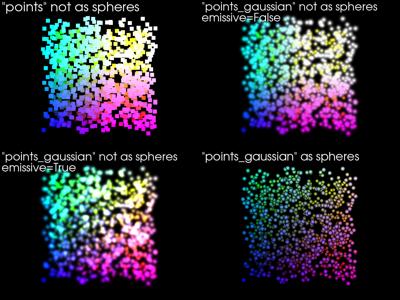 "points" not as spheres
"points_gaussian" not as spheres
emissive=False
"points_gaussian" not as spheres
emissive=True
"points_gaussian" as spheres